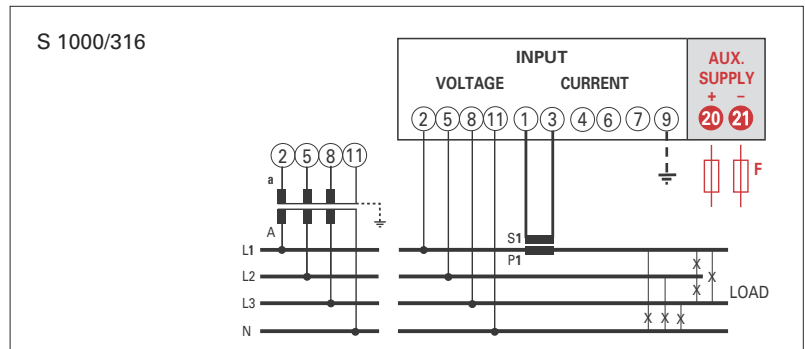 S 1000/316
INPUT
VOLTAGE CURRENT
AUX.
SUPPLY
+ –
2 5 8 11 1 3 4 6 7 9 20 21
F
2 5 8 11
a
A
S1
P1
L1
L2
L3
N
X
X
X
X X X
LOAD